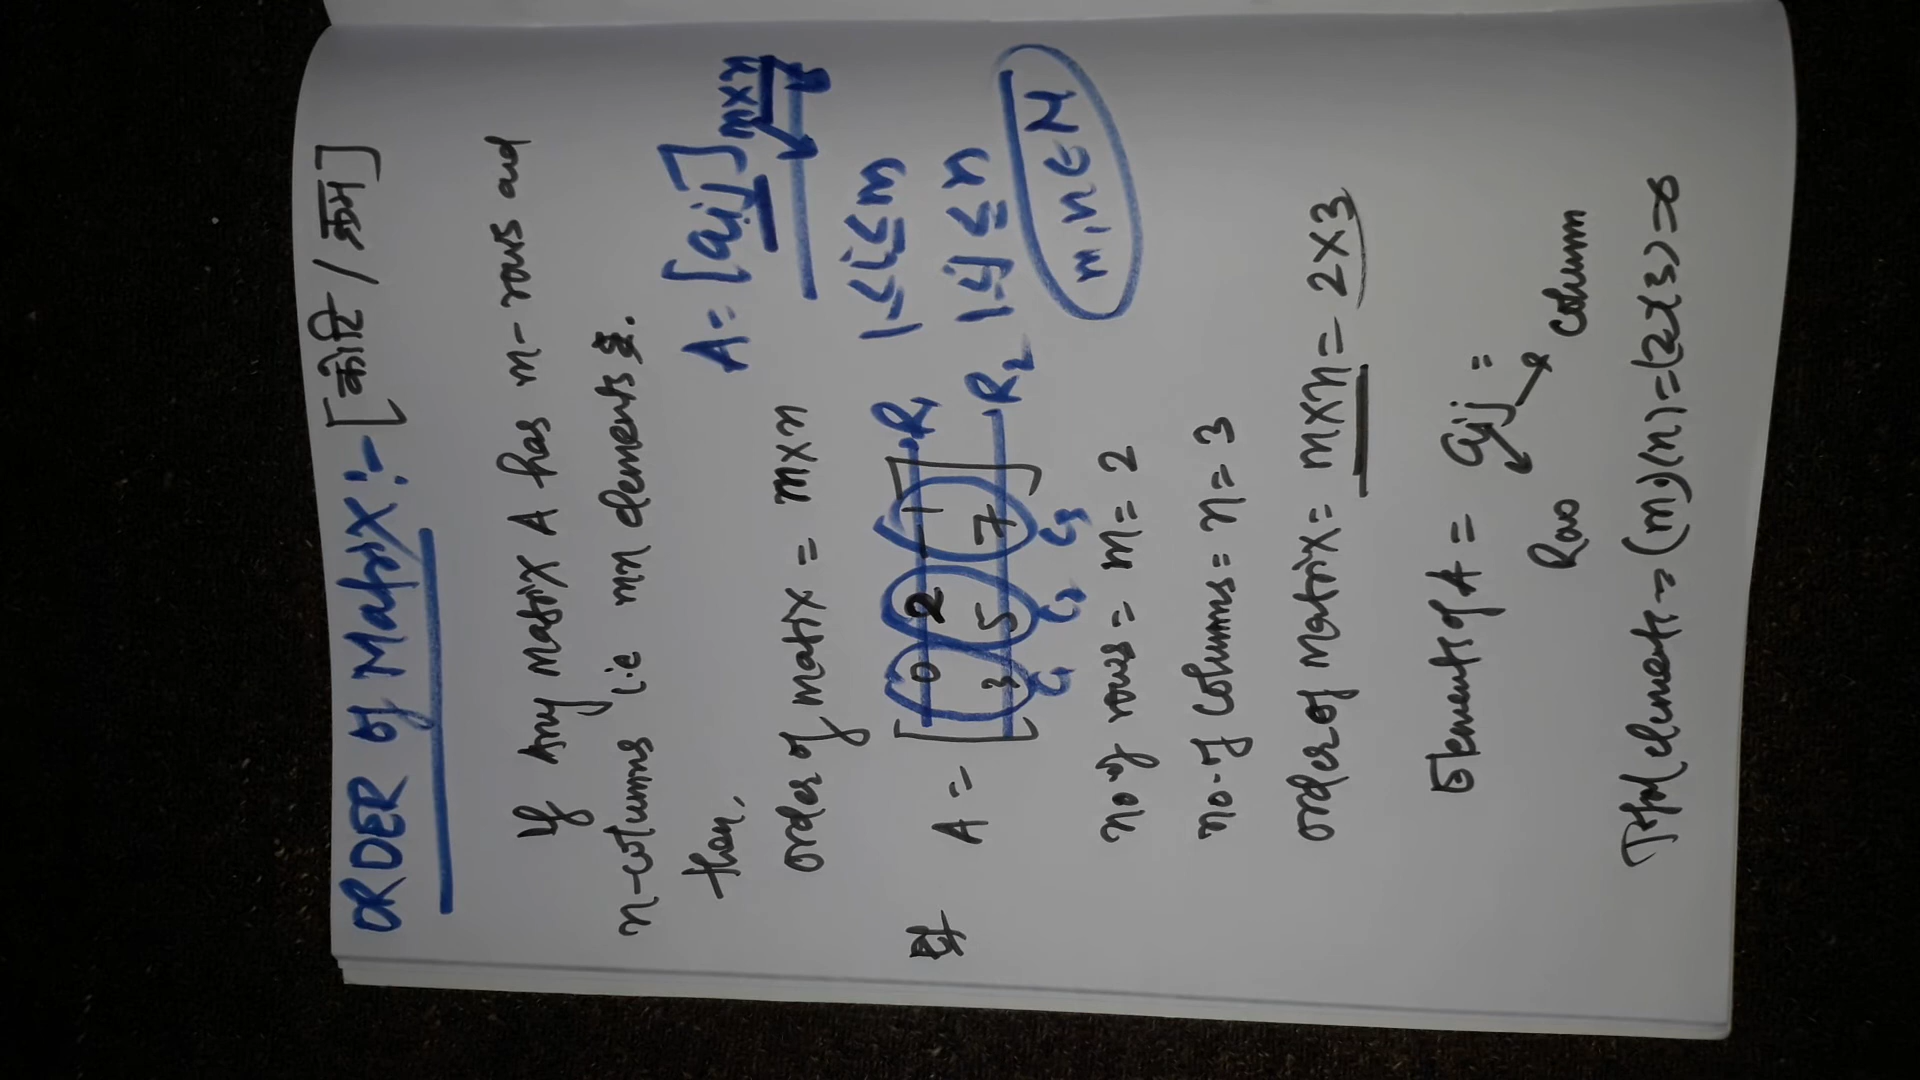 ORDER of Matrix:- [कोटि / क्रम]
If Any Matrix A has m-rows and
n-columns i.e mn elements
then,
A = [aij] m×n
order of matrix = m×n
1≤i≤m
1≤j≤n
m,n∈N
A = [0 2 1 R1
3 5 7] R2
C1 C2 C3
no of rows = m = 2
no. of columns = n = 3
order of Matrix = m×n = 2×3
Elements of A = aij =
Row column
Total elements = (m)(n) = (2×3) =